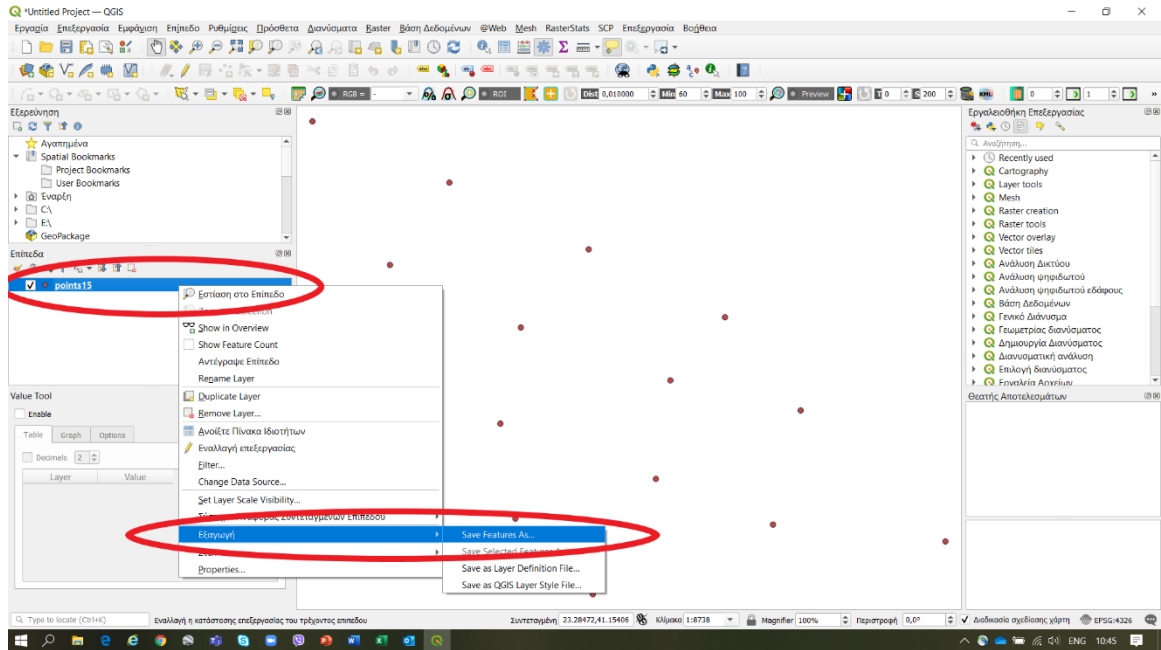 *Untitled Project — QGIS
Εργαρία Επεξεργασία Εμφάνιση Επίπεδο Ρυθμίσεις Πρόσθετα Διανύσματα Raster Βάση Δεδομένων @Web Mesh RasterStats SCP Επεξεργασία Βοήθεια
RGB = - ROI Dist 0,010000 Min 60 Max 100 Preview T 0 S 200 0 1 »
Εξερεύνηση
Αγαπημένα
Spatial Bookmarks
Project Bookmarks
User Bookmarks
Έναρξη
C:\
E:\
GeoPackage
Επίπεδα
points15
Εστίαση στο Επίπεδο
Show in Overview
Show Feature Count
Αντέγραψε Επίπεδο
Rename Layer
Duplicate Layer
Remove Layer...
Ανοίξτε Πίνακα Ιδιοτήτων
Εναλλαγή επεξεργασίας
Filter...
Change Data Source...
Set Layer Scale Visibility...
Συντεταγμένων Επιπέδου
Εξαγωγή
Properties...
Save Features As...
Save Selected Features
Save as Layer Definition File...
Save as QGIS Layer Style File...
Value Tool
Enable
Table Graph Options
Decimals 2
Layer Value
Εργαλειοθήκη Επεξεργασίας
Αναζήτηση...
Recently used
Cartography
Layer tools
Mesh
Raster creation
Raster tools
Vector overlay
Vector tiles
Ανάλυση Δικτύου
Ανάλυση ψηφιδωτού
Ανάλυση ψηφιδωτού εδάφους
Βάση Δεδομένων
Γενικό Διάνυσμα
Γεωμετρίας διανύσματος
Δημιουργία Διανύσματος
Διανυσματική ανάλυση
Επιλογή διανύσματος
Εργαλεία Αρχείων
Θεατής Αποτελεσμάτων
Type to locate (Ctrl+K) Εναλλαγή η κατάστασης επεξεργασίας του τρέχοντος επιπεδου Συντεταγμένη 23.28472,41.15406 Κλίμακα 1:8738 Magnifier 100% Περιστροφή 0,0° Διαδικασία σχεδίασης χάρτη EPSG:4326
ENG 10:45